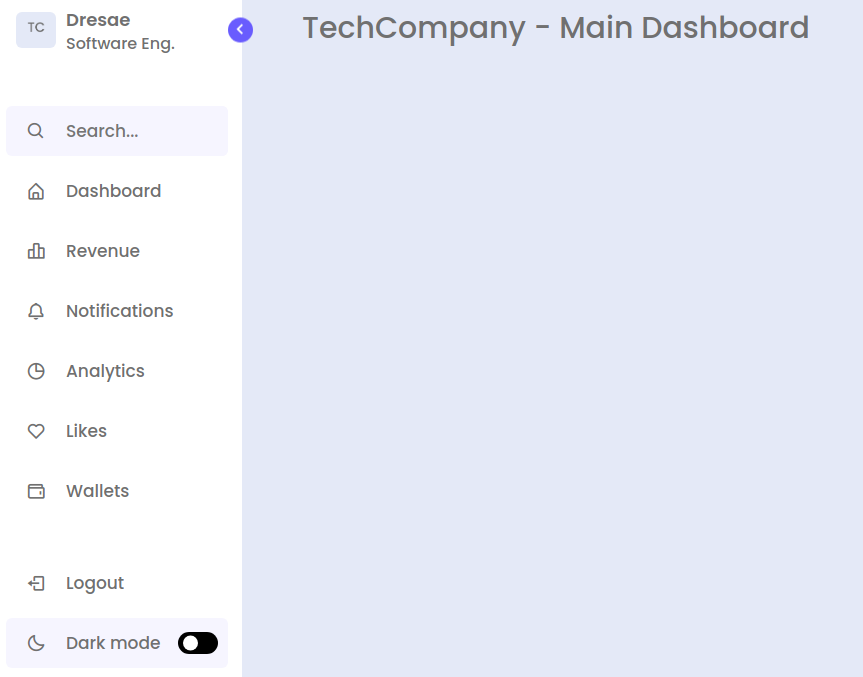 TC
Dresae
Software Eng.
TechCompany - Main Dashboard
Search...
Dashboard
Revenue
Notifications
Analytics
Likes
Wallets
Logout
Dark mode